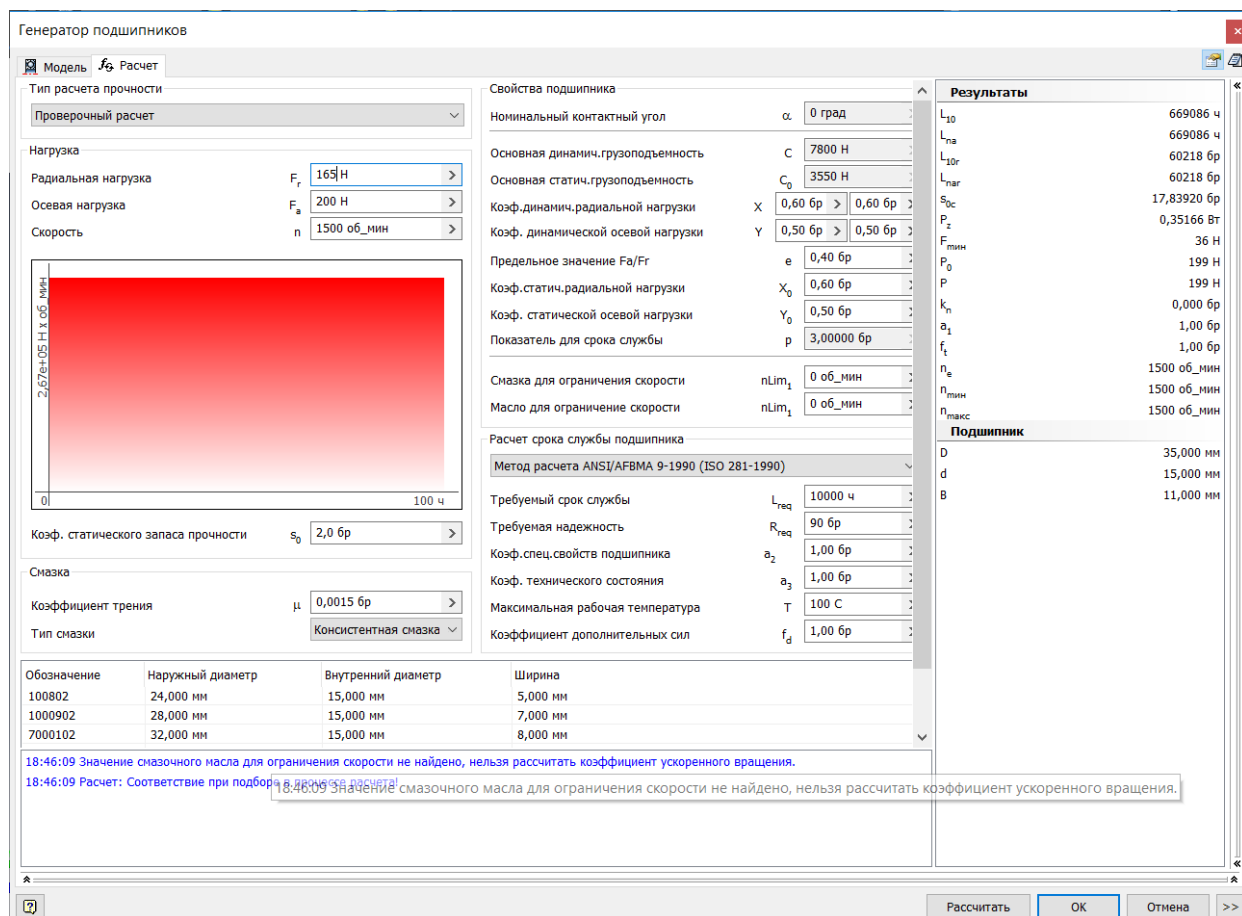 Генератор подшипников
Модель
Расчет
Тип расчета прочности
Проверочный расчет
Нагрузка
Радиальная нагрузка Fr 165 Н
Осевая нагрузка Fa 200 Н
Скорость n 1500 об_мин
2,67e+05 Н x об_мин
0 100 ч
Коэф. статического запаса прочности s0 2,0 бр
Смазка
Коэффициент трения μ 0,0015 бр
Тип смазки Консистентная смазка
Свойства подшипника
Номинальный контактный угол α 0 град
Основная динамич.грузоподъемность C 7800 Н
Основная статич.грузоподъемность C0 3550 Н
Коэф.динамич.радиальной нагрузки X 0,60 бр 0,60 бр
Коэф. динамической осевой нагрузки Y 0,50 бр 0,50 бр
Предельное значение Fa/Fr e 0,40 бр
Коэф.статич.радиальной нагрузки X0 0,60 бр
Коэф. статической осевой нагрузки Y0 0,50 бр
Показатель для срока службы p 3,00000 бр
Смазка для ограничения скорости nLim1 0 об_мин
Масло для ограничение скорости nLim1 0 об_мин
Расчет срока службы подшипника
Метод расчета ANSI/AFBMA 9-1990 (ISO 281-1990)
Требуемый срок службы Lreq 10000 ч
Требуемая надежность Rreq 90 бр
Коэф.спец.свойств подшипника a2 1,00 бр
Коэф. технического состояния a3 1,00 бр
Максимальная рабочая температура T 100 C
Коэффициент дополнительных сил fd 1,00 бр
Результаты
L10 669086 ч
Lna 669086 ч
L10r 60218 бр
Lnar 60218 бр
s0c 17,83920 бр
Pz 0,35166 Вт
Fмин 36 Н
P0 199 Н
P 199 Н
kn 0,000 бр
a1 1,00 бр
ft 1,00 бр
ne 1500 об_мин
nмин 1500 об_мин
nмакс 1500 об_мин
Подшипник
D 35,000 мм
d 15,000 мм
B 11,000 мм
Обозначение Наружный диаметр Внутренний диаметр Ширина
100802 24,000 мм 15,000 мм 5,000 мм
1000902 28,000 мм 15,000 мм 7,000 мм
7000102 32,000 мм 15,000 мм 8,000 мм
18:46:09 Значение смазочного масла для ограничения скорости не найдено, нельзя рассчитать коэффициент ускоренного вращения.
18:46:09 Расчет: Соответствие при подборе в процессе расчета!
18:46:09 Значение смазочного масла для ограничения скорости не найдено, нельзя рассчитать коэффициент ускоренного вращения.
Рассчитать
ОК
Отмена
>>